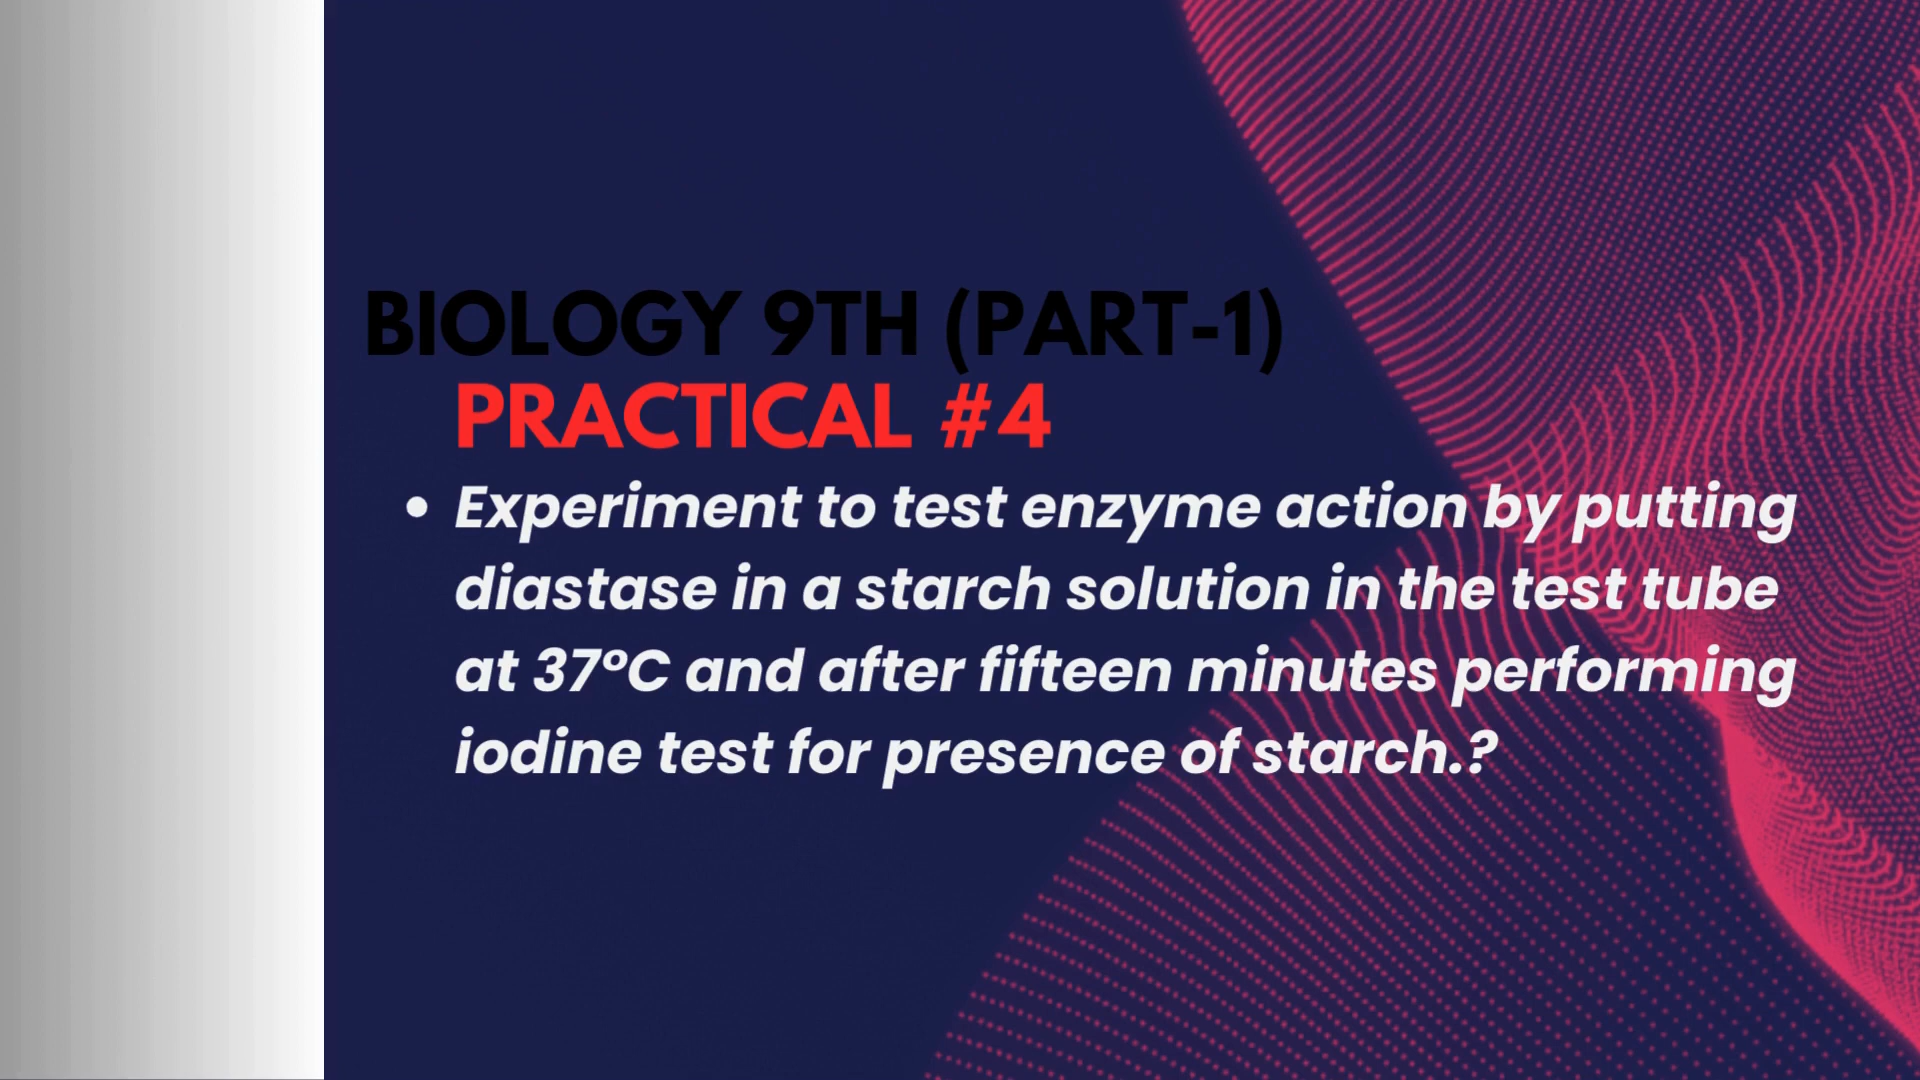 BIOLOGY 9TH (PART-1)
PRACTICAL #4
• Experiment to test enzyme action by putting
diastase in a starch solution in the test tube
at 37°C and after fifteen minutes performing
iodine test for presence of starch.?